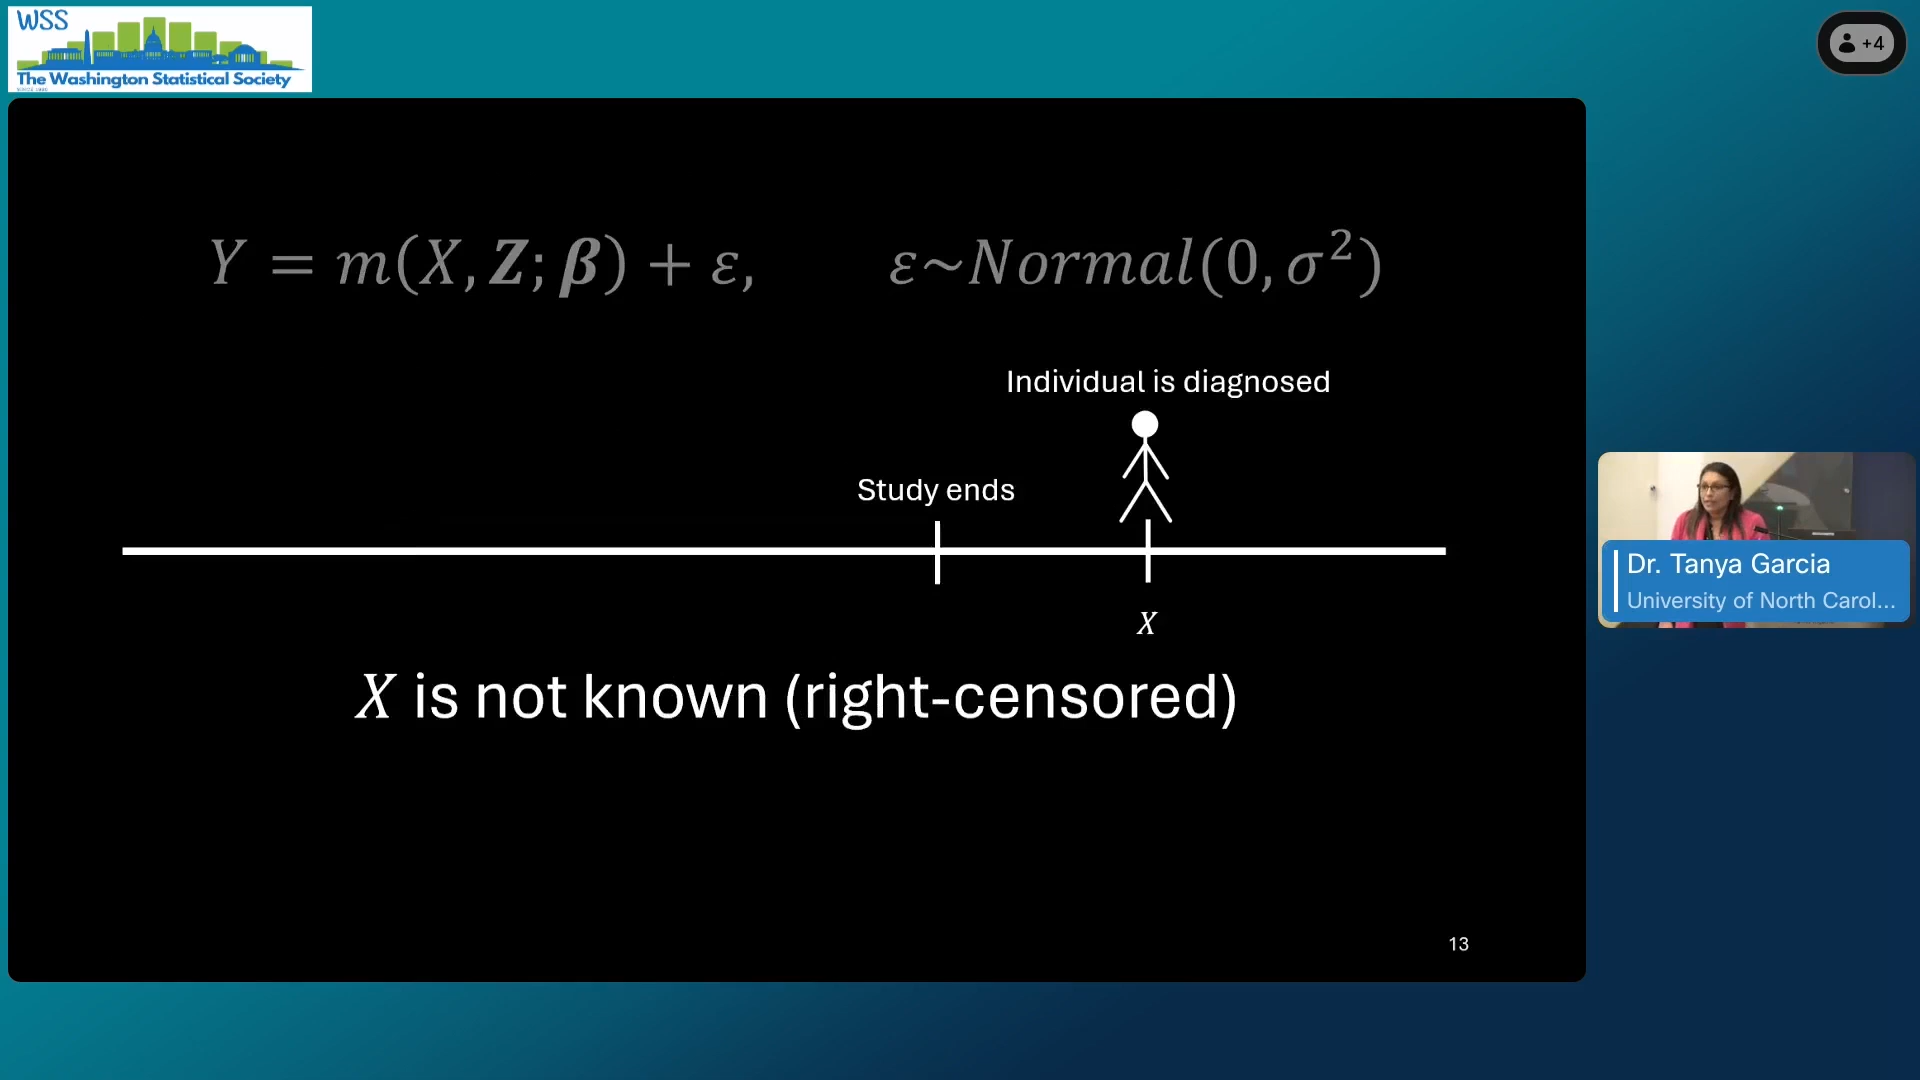 WSS
The Washington Statistical Society
+4
Y = m(X, Z; β) + ε, ε~Normal(0, σ²)
Individual is diagnosed
Study ends
X
X is not known (right-censored)
13
Dr. Tanya Garcia
University of North Carol...